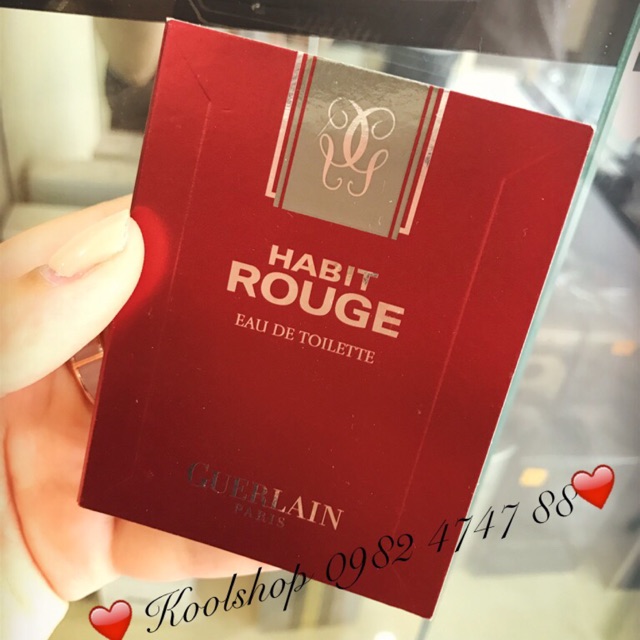 HABIT
ROUGE
EAU DE TOILETTE
GUERLAIN
PARIS
Koolshop 0982 4747 88